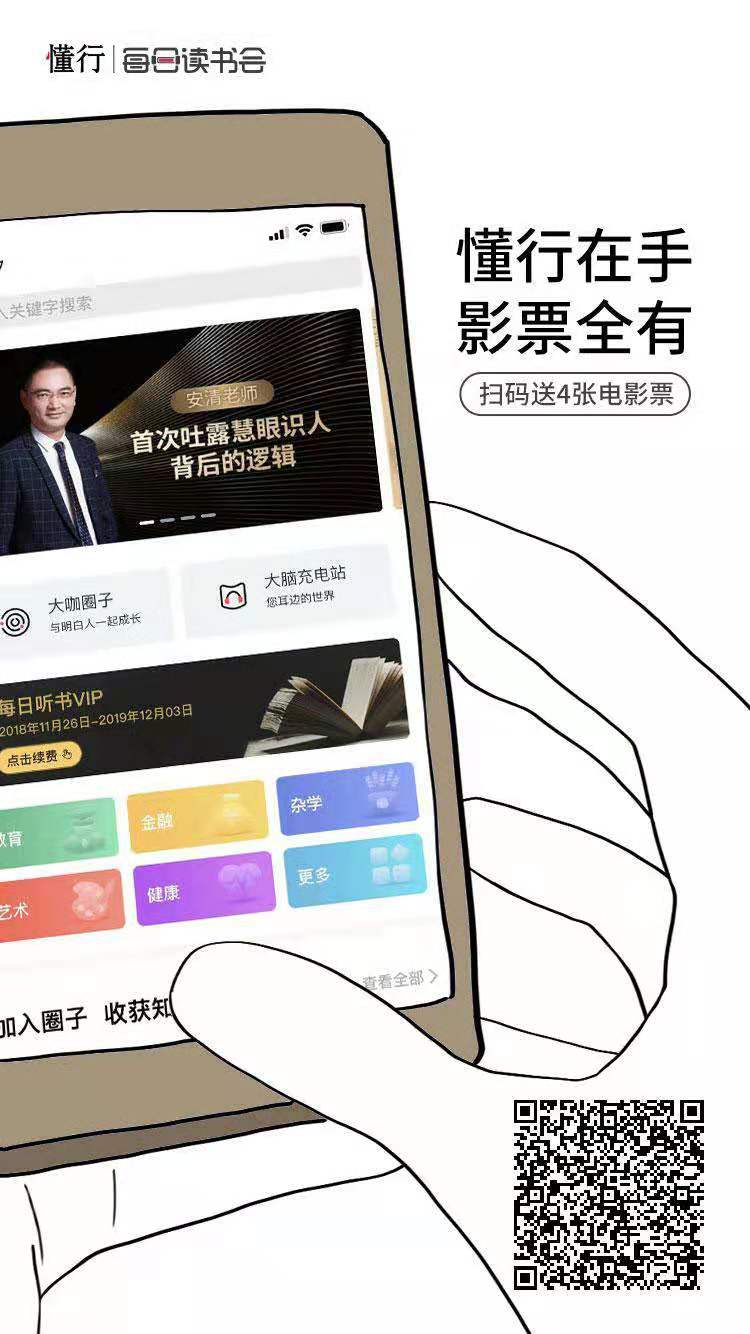 懂行|每日读书会
懂行在手
影票全有
扫码送4张电影票
入关键字搜索
安清老师
首次吐露慧眼识人
背后的逻辑
大咖圈子
与明白人一起成长
大脑充电站
您耳边的世界
每日听书VIP
2018年11月26日-2019年12月03日
点击续费
教育
金融
杂学
艺术
健康
更多
查看全部
加入圈子 收获知